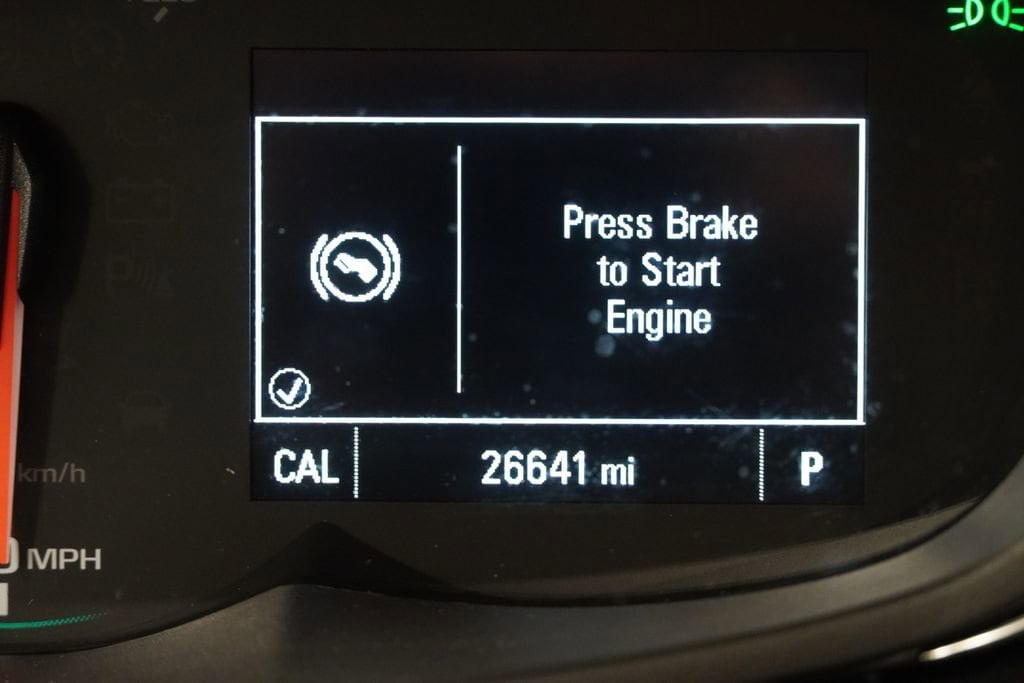 Press Brake
to Start
Engine
CAL 26641 mi P
km/h
MPH